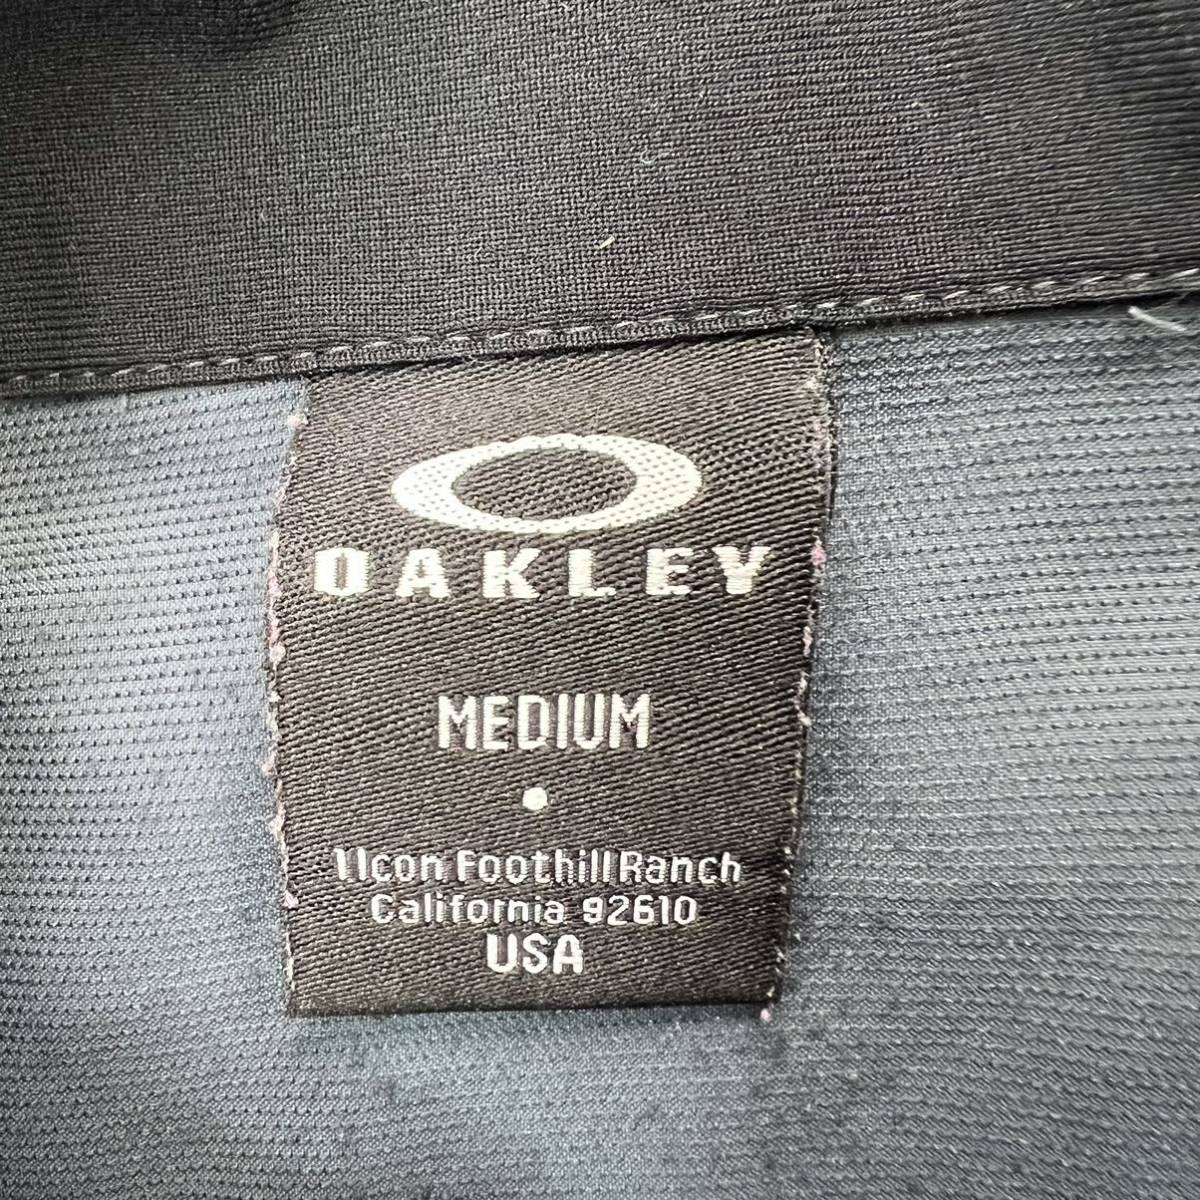 OAKLEY
MEDIUM
1 Icon Foothill Ranch
California 92610
USA